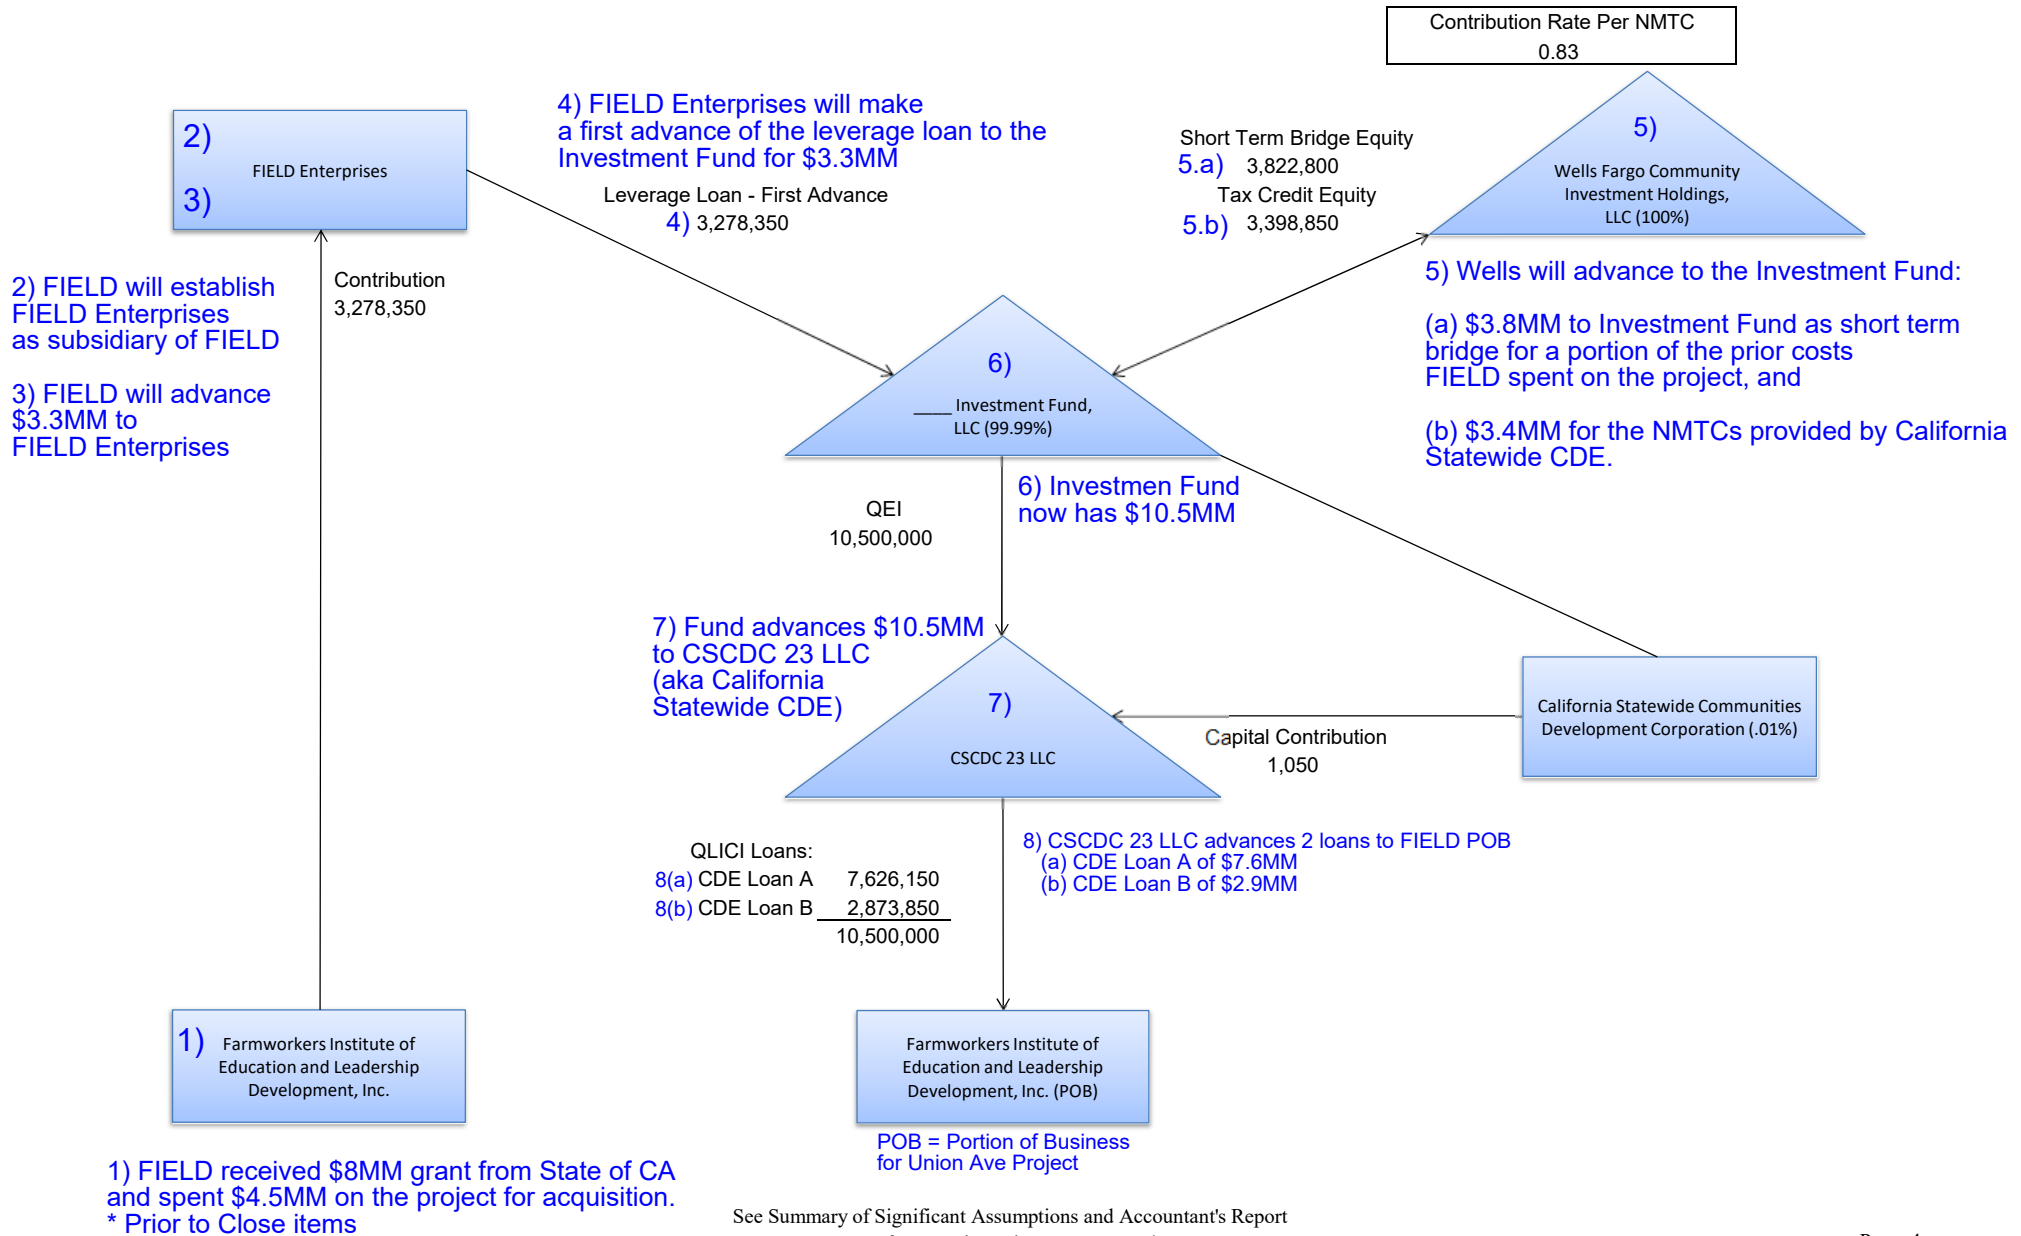 Contribution Rate Per NMTC
0.83
2)
FIELD Enterprises
3)
4) FIELD Enterprises will make
a first advance of the leverage loan to the
Investment Fund for $3.3MM
Leverage Loan - First Advance
4) 3,278,350
Short Term Bridge Equity
5.a) 3,822,800
Tax Credit Equity
5.b) 3,398,850
5)
Wells Fargo Community
Investment Holdings,
LLC (100%)
2) FIELD will establish
FIELD Enterprises
as subsidiary of FIELD
3) FIELD will advance
$3.3MM to
FIELD Enterprises
Contribution
3,278,350
5) Wells will advance to the Investment Fund:
(a) $3.8MM to Investment Fund as short term
bridge for a portion of the prior costs
FIELD spent on the project, and
(b) $3.4MM for the NMTCs provided by California
Statewide CDE.
6)
____ Investment Fund,
LLC (99.99%)
QEI
10,500,000
6) Investmen Fund
now has $10.5MM
7) Fund advances $10.5MM
to CSCDC 23 LLC
(aka California
Statewide CDE)
7)
CSCDC 23 LLC
Capital Contribution
1,050
California Statewide Communities
Development Corporation (.01%)
QLICI Loans:
8(a) CDE Loan A 7,626,150
8(b) CDE Loan B 2,873,850
10,500,000
8) CSCDC 23 LLC advances 2 loans to FIELD POB
(a) CDE Loan A of $7.6MM
(b) CDE Loan B of $2.9MM
1) Farmworkers Institute of
Education and Leadership
Development, Inc.
Farmworkers Institute of
Education and Leadership
Development, Inc. (POB)
POB = Portion of Business
for Union Ave Project
1) FIELD received $8MM grant from State of CA
and spent $4.5MM on the project for acquisition.
* Prior to Close items
See Summary of Significant Assumptions and Accountant's Report